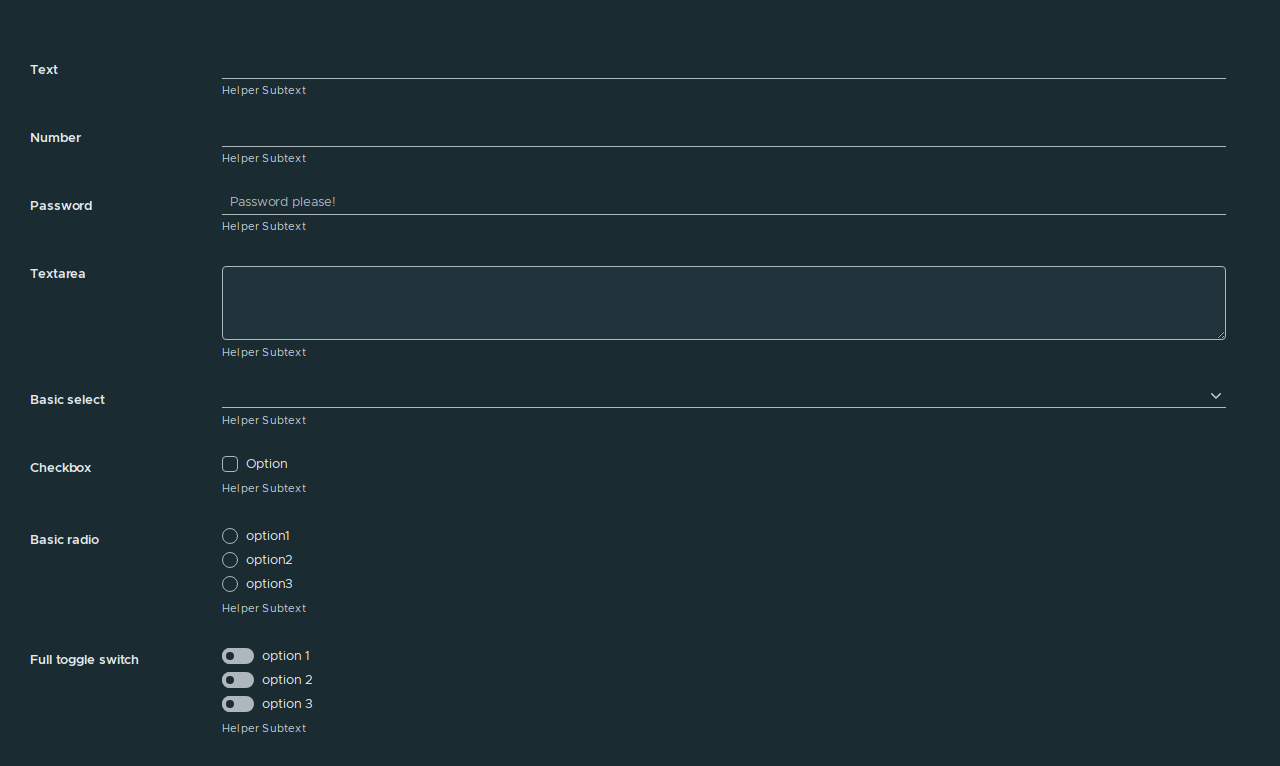 Text
Helper Subtext
Number
Helper Subtext
Password
Password please!
Helper Subtext
Textarea
Helper Subtext
Basic select
Helper Subtext
Checkbox
Option
Helper Subtext
Basic radio
option1
option2
option3
Helper Subtext
Full toggle switch
option 1
option 2
option 3
Helper Subtext